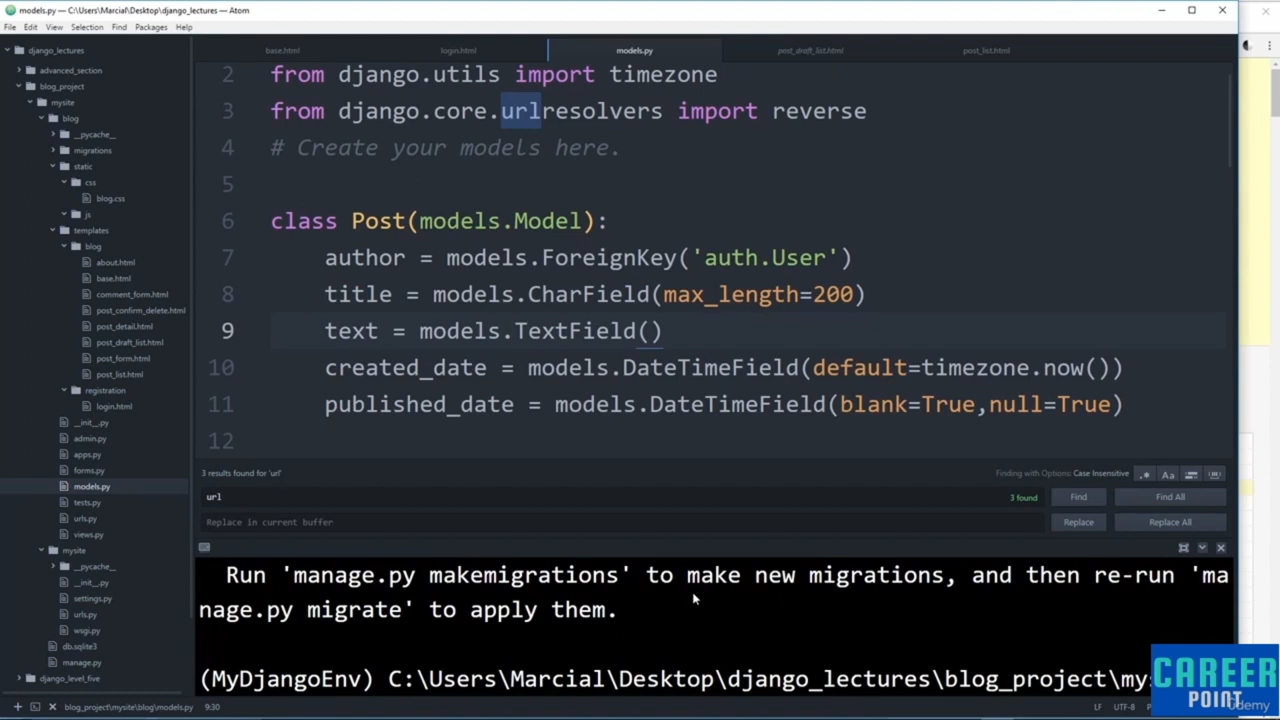 models.py — C:\Users\Marcial\Desktop\django_lectures — Atom
File Edit View Selection Find Packages Help
django_lectures
advanced_section
blog_project
mysite
blog
__pycache__
migrations
static
css
blog.css
js
templates
blog
about.html
base.html
comment_form.html
post_confirm_delete.html
post_detail.html
post_draft_list.html
post_form.html
post_list.html
registration
login.html
__init__.py
admin.py
apps.py
forms.py
models.py
tests.py
urls.py
views.py
mysite
__pycache__
__init__.py
settings.py
urls.py
wsgi.py
db.sqlite3
manage.py
django_level_five
base.html login.html models.py post_draft_list.html post_list.html
2 from django.utils import timezone
3 from django.core.urlresolvers import reverse
4 # Create your models here.
5
6 class Post(models.Model):
7 author = models.ForeignKey('auth.User')
8 title = models.CharField(max_length=200)
9 text = models.TextField()
10 created_date = models.DateTimeField(default=timezone.now())
11 published_date = models.DateTimeField(blank=True,null=True)
12
3 results found for 'url' Finding with Options: Case Insensitive .* Aa
url 3 found Find Find All
Replace in current buffer Replace Replace All
Run 'manage.py makemigrations' to make new migrations, and then re-run 'ma
nage.py migrate' to apply them.
(MyDjangoEnv) C:\Users\Marcial\Desktop\django_lectures\blog_project\mys
CAREER
POINT
Udemy
blog_project\mysite\blog\models.py 9:30 LF UTF-8